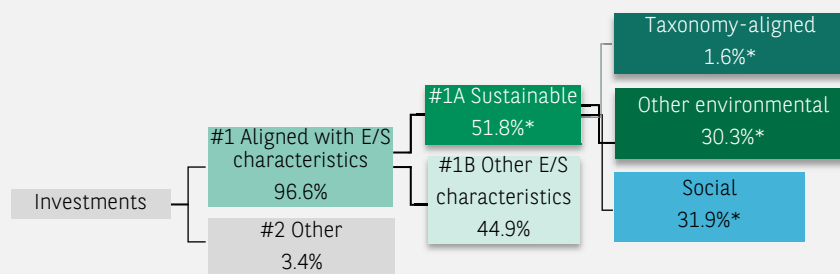 Investments
#1 Aligned with E/S
characteristics
96.6%
#2 Other
3.4%
#1A Sustainable
51.8%*
#1B Other E/S
characteristics
44.9%
Taxonomy-aligned
1.6%*
Other environmental
30.3%*
Social
31.9%*